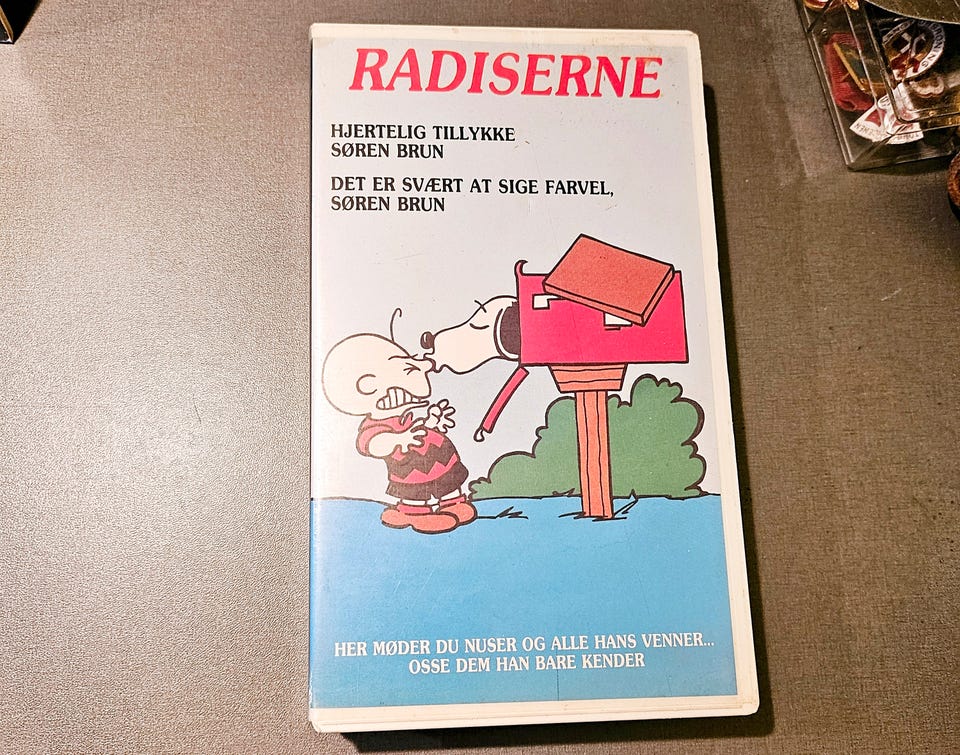 RADISERNE
HJERTELIG TILLYKKE
SØREN BRUN
DET ER SVÆRT AT SIGE FARVEL,
SØREN BRUN
HER MØDER DU NUSER OG ALLE HANS VENNER...
OSSE DEM HAN BARE KENDER